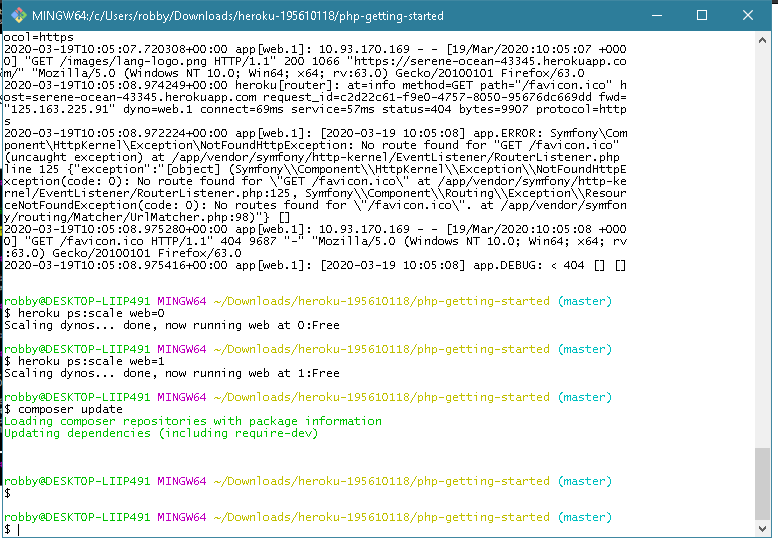 MINGW64:/c/Users/robby/Downloads/heroku-195610118/php-getting-started
ocol=https
2020-03-19T10:05:07.720308+00:00 app[web.1]: 10.93.170.169 - - [19/Mar/2020:10:05:07 +000
0] "GET /images/lang-logo.png HTTP/1.1" 200 1066 "https://serene-ocean-43345.herokuapp.co
m/" "Mozilla/5.0 (Windows NT 10.0; Win64; x64; rv:63.0) Gecko/20100101 Firefox/63.0
2020-03-19T10:05:08.974249+00:00 heroku[router]: at=info method=GET path="/favicon.ico" h
ost=serene-ocean-43345.herokuapp.com request_id=c2d22c61-f9e0-4757-8050-95676dc669dd fwd=
"125.163.225.91" dyno=web.1 connect=69ms service=57ms status=404 bytes=9907 protocol=http
s
2020-03-19T10:05:08.972224+00:00 app[web.1]: [2020-03-19 10:05:08] app.ERROR: Symfony\Com
ponent\HttpKernel\Exception\NotFoundHttpException: No route found for "GET /favicon.ico"
(uncaught exception) at /app/vendor/symfony/http-kernel/EventListener/RouterListener.php
line 125 {"exception":"[object] (Symfony\\Component\\HttpKernel\\Exception\\NotFoundHttpE
xception(code: 0): No route found for \"GET /favicon.ico\" at /app/vendor/symfony/http-ke
rnel/EventListener/RouterListener.php:125, Symfony\\Component\\Routing\\Exception\\Resour
ceNotFoundException(code: 0): No routes found for \"/favicon.ico\". at /app/vendor/symfon
y/routing/Matcher/UrlMatcher.php:98)"} []
2020-03-19T10:05:08.975280+00:00 app[web.1]: 10.93.170.169 - - [19/Mar/2020:10:05:08 +000
0] "GET /favicon.ico HTTP/1.1" 404 9687 "-" "Mozilla/5.0 (Windows NT 10.0; Win64; x64; rv
:63.0) Gecko/20100101 Firefox/63.0
2020-03-19T10:05:08.975416+00:00 app[web.1]: [2020-03-19 10:05:08] app.DEBUG: < 404 [] []
robby@DESKTOP-LIIP491 MINGW64 ~/Downloads/heroku-195610118/php-getting-started (master)
$ heroku ps:scale web=0
Scaling dynos... done, now running web at 0:Free
robby@DESKTOP-LIIP491 MINGW64 ~/Downloads/heroku-195610118/php-getting-started (master)
$ heroku ps:scale web=1
Scaling dynos... done, now running web at 1:Free
robby@DESKTOP-LIIP491 MINGW64 ~/Downloads/heroku-195610118/php-getting-started (master)
$ composer update
Loading composer repositories with package information
Updating dependencies (including require-dev)
robby@DESKTOP-LIIP491 MINGW64 ~/Downloads/heroku-195610118/php-getting-started (master)
$
robby@DESKTOP-LIIP491 MINGW64 ~/Downloads/heroku-195610118/php-getting-started (master)
$